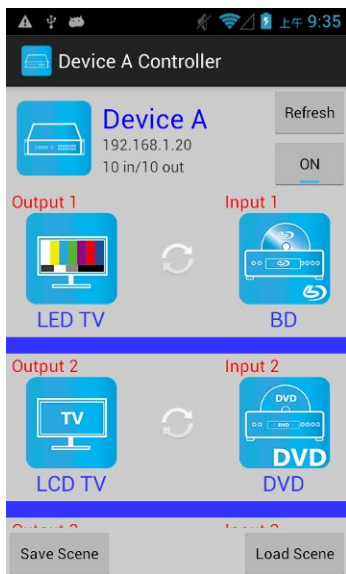 上午 9:35
Device A Controller
Device A
192.168.1.20
10 in/10 out
Refresh
ON
Output 1
Input 1
LED TV
BD
Output 2
Input 2
TV
DVD
DVD
LCD TV
DVD
Save Scene
Load Scene